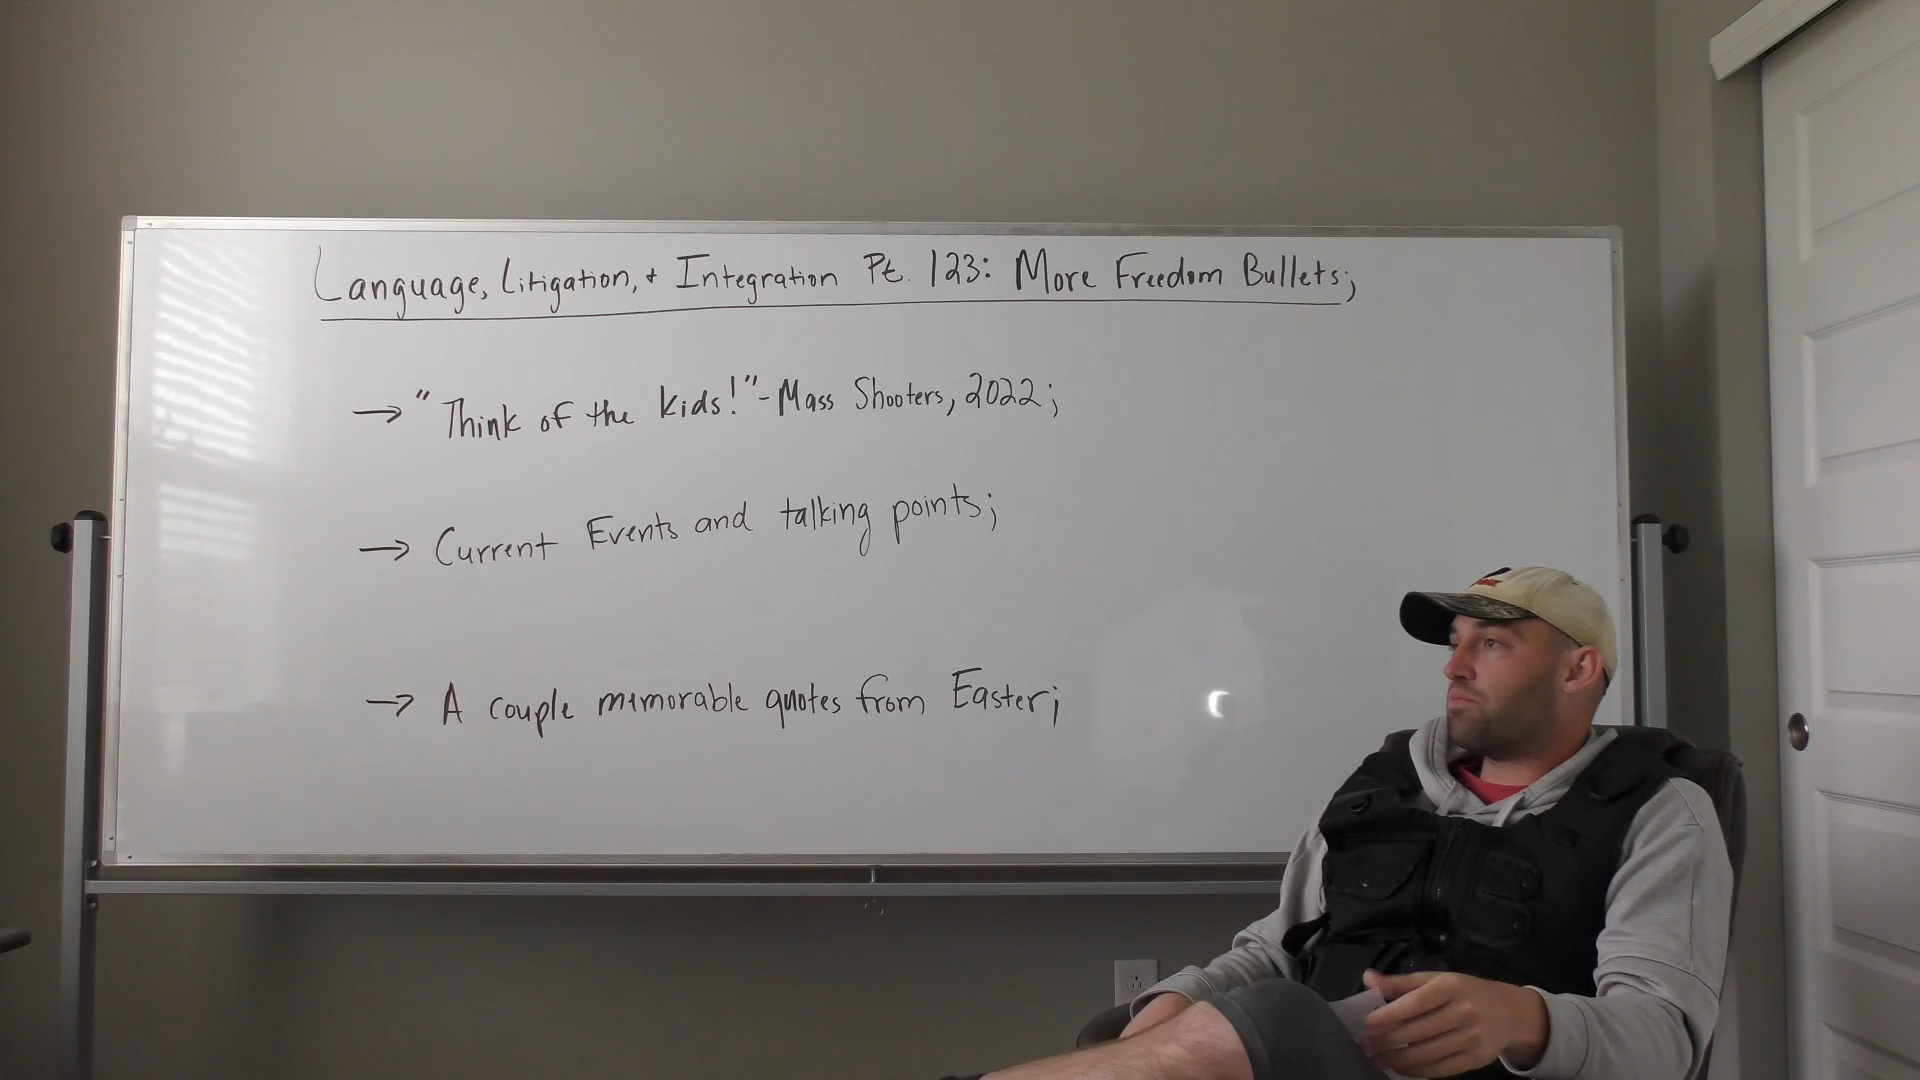 Language, Litigation, + Integration Pt. 123: More Freedom Bullets;
→ "Think of the kids!" - Mass Shooters, 2022;
→ Current Events and talking points;
→ A couple memorable quotes from Easter;